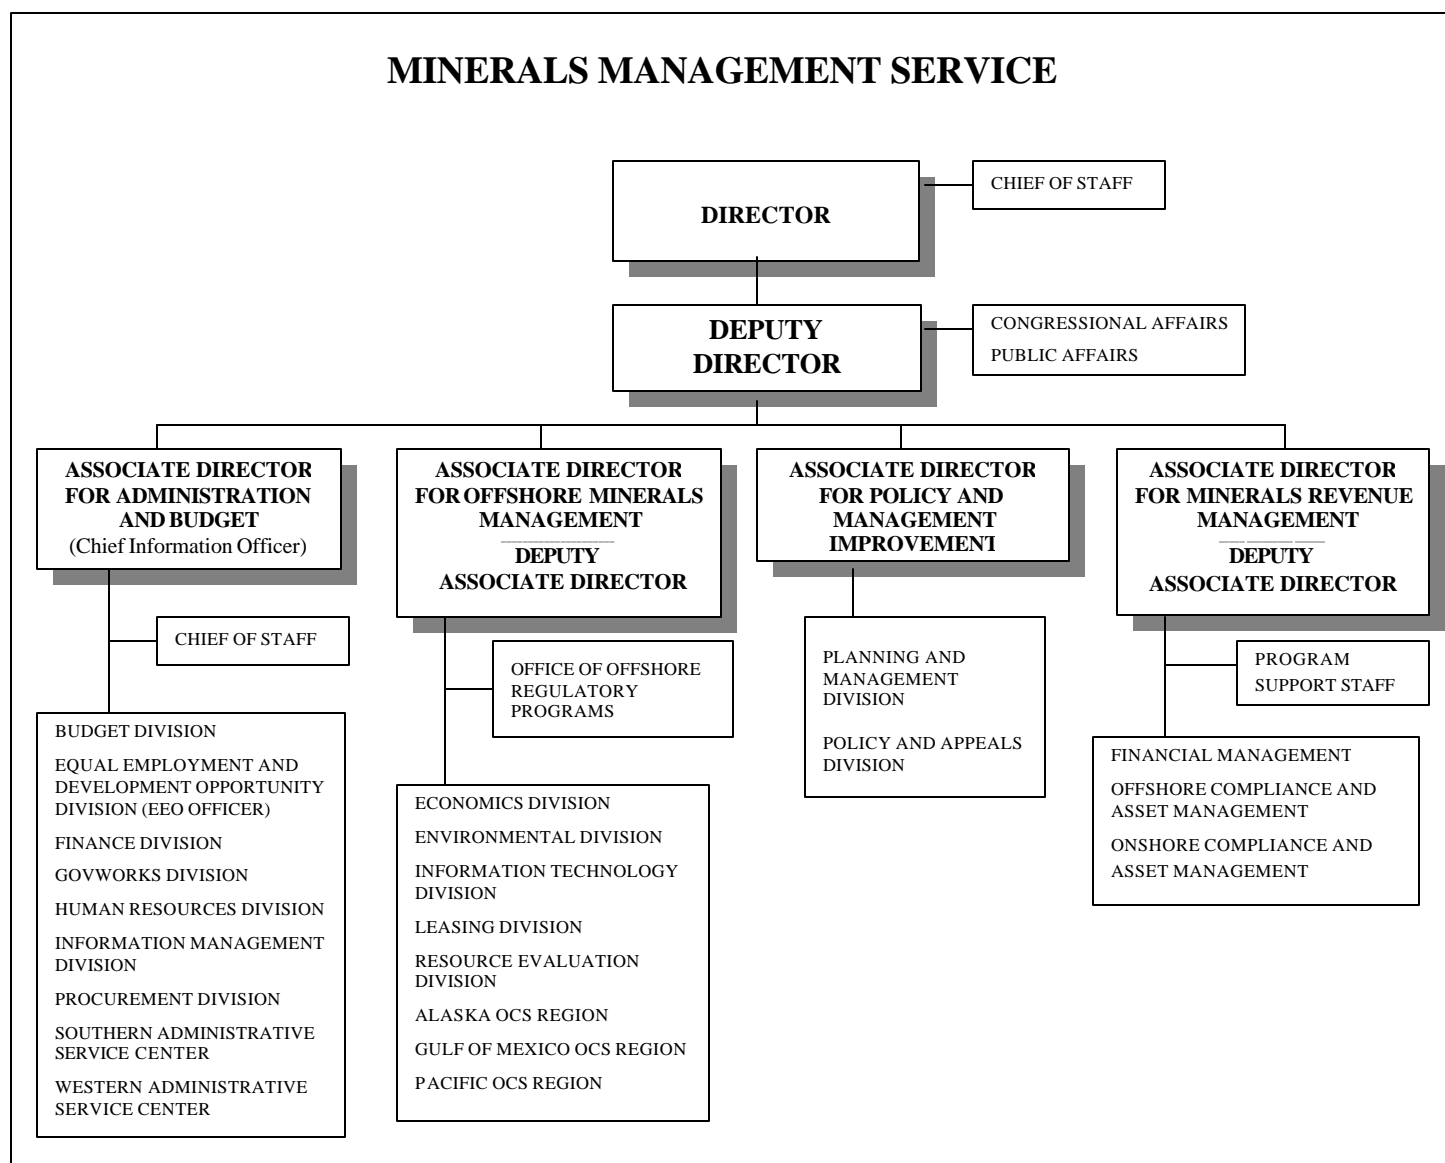 MINERALS MANAGEMENT SERVICE
DIRECTOR
CHIEF OF STAFF
DEPUTY
DIRECTOR
CONGRESSIONAL AFFAIRS
PUBLIC AFFAIRS
ASSOCIATE DIRECTOR
FOR ADMINISTRATION
AND BUDGET
(Chief Information Officer)
CHIEF OF STAFF
BUDGET DIVISION
EQUAL EMPLOYMENT AND
DEVELOPMENT OPPORTUNITY
DIVISION (EEO OFFICER)
FINANCE DIVISION
GOVWORKS DIVISION
HUMAN RESOURCES DIVISION
INFORMATION MANAGEMENT
DIVISION
PROCUREMENT DIVISION
SOUTHERN ADMINISTRATIVE
SERVICE CENTER
WESTERN ADMINISTRATIVE
SERVICE CENTER
ASSOCIATE DIRECTOR
FOR OFFSHORE MINERALS
MANAGEMENT
DEPUTY
ASSOCIATE DIRECTOR
OFFICE OF OFFSHORE
REGULATORY
PROGRAMS
ECONOMICS DIVISION
ENVIRONMENTAL DIVISION
INFORMATION TECHNOLOGY
DIVISION
LEASING DIVISION
RESOURCE EVALUATION
DIVISION
ALASKA OCS REGION
GULF OF MEXICO OCS REGION
PACIFIC OCS REGION
ASSOCIATE DIRECTOR
FOR POLICY AND
MANAGEMENT
IMPROVEMENT
PLANNING AND
MANAGEMENT
DIVISION
POLICY AND APPEALS
DIVISION
ASSOCIATE DIRECTOR
FOR MINERALS REVENUE
MANAGEMENT
DEPUTY
ASSOCIATE DIRECTOR
PROGRAM
SUPPORT STAFF
FINANCIAL MANAGEMENT
OFFSHORE COMPLIANCE AND
ASSET MANAGEMENT
ONSHORE COMPLIANCE AND
ASSET MANAGEMENT